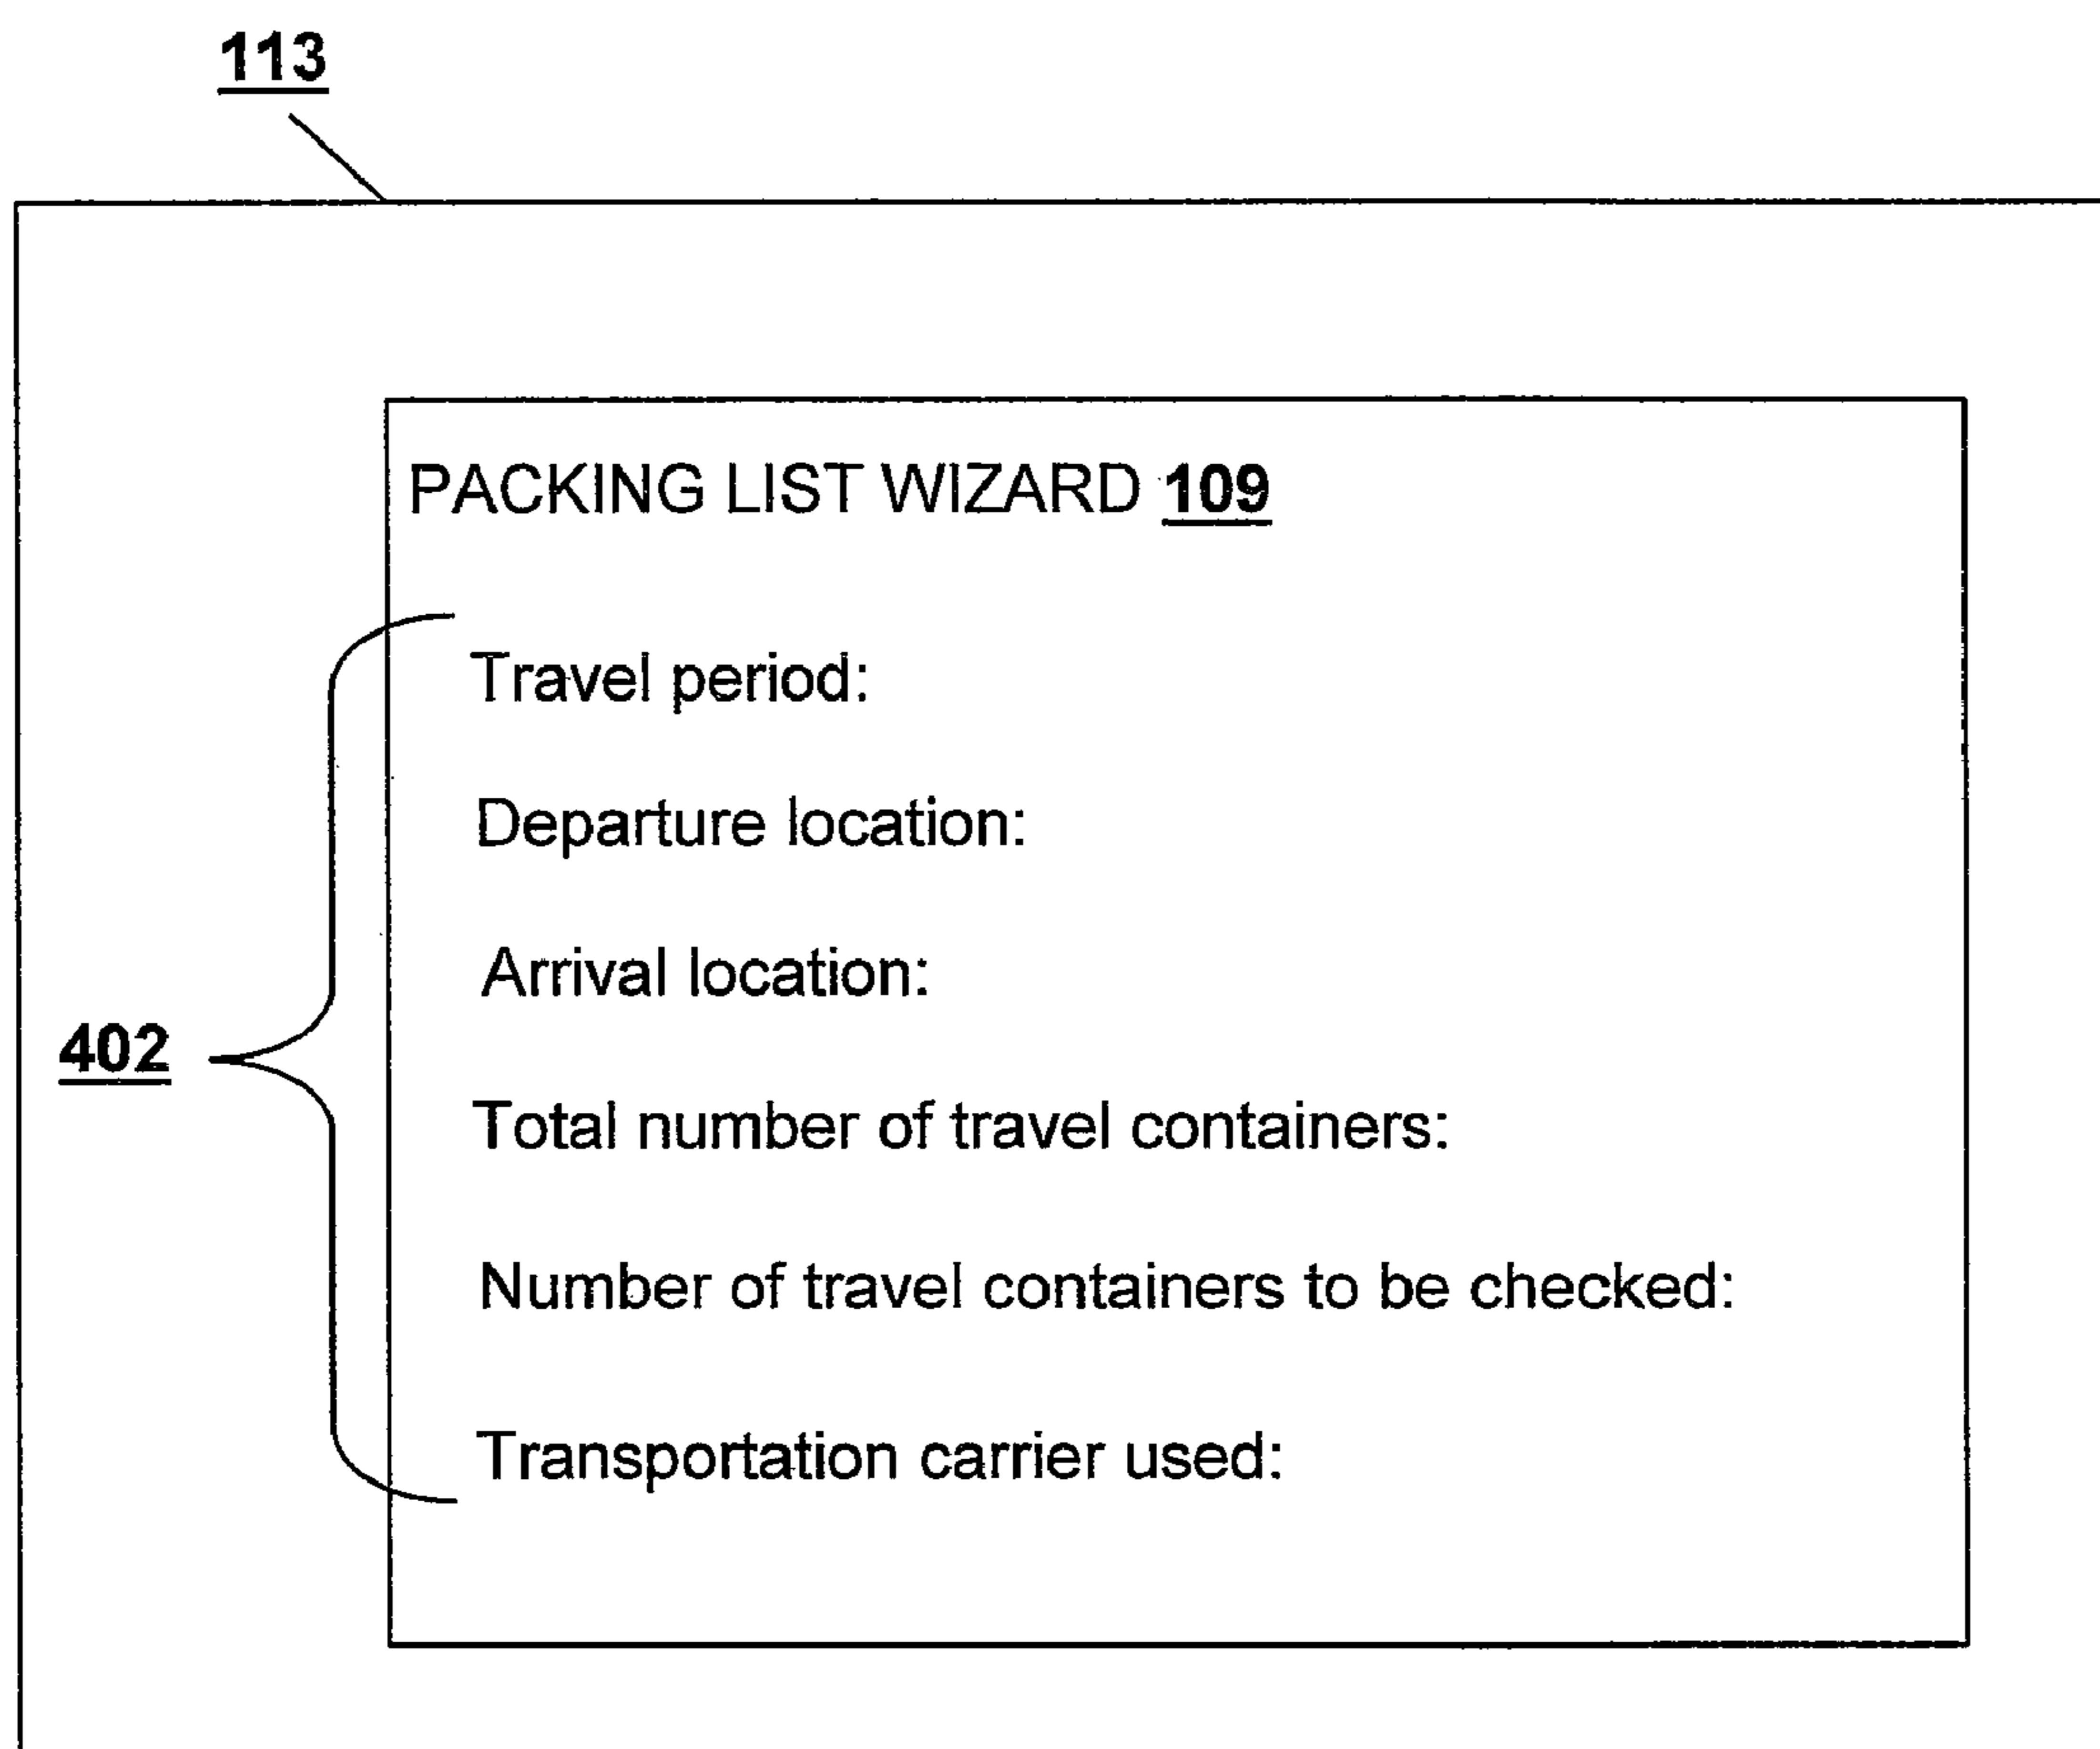 113
PACKING LIST WIZARD 109
Travel period:
Departure location:
Arrival location:
402
Total number of travel containers:
Number of travel containers to be checked:
Transportation carrier used: